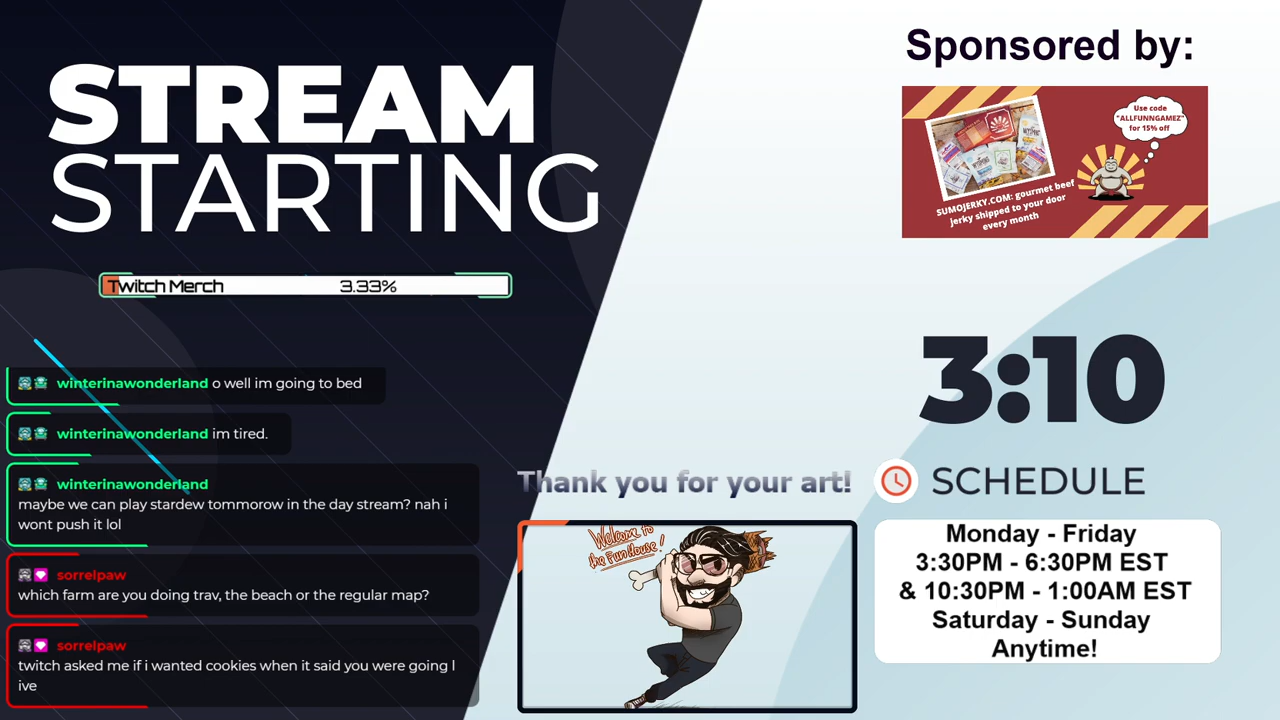 STREAM
STARTING
Twitch Merch 3.33%
winterinawonderland o well im going to bed
winterinawonderland im tired.
winterinawonderland
maybe we can play stardew tommorow in the day stream? nah i
wont push it lol
sorrelpaw
which farm are you doing trav, the beach or the regular map?
sorrelpaw
twitch asked me if i wanted cookies when it said you were going l
ive
Thank you for your art!
Welcome to
the Funhouse!
Sponsored by:
Use code
"ALLFUNNGAMEZ"
for 15% off
SUMOJERKY.COM: gourmet beef
jerky shipped to your door
every month
3:10
SCHEDULE
Monday - Friday
3:30PM - 6:30PM EST
& 10:30PM - 1:00AM EST
Saturday - Sunday
Anytime!